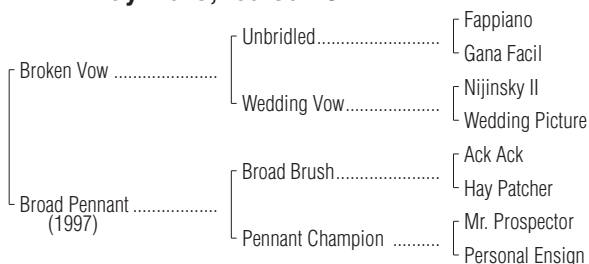 Fappiano
Unbridled
Gana Facil
Broken Vow
Nijinsky II
Wedding Vow
Wedding Picture
Ack Ack
Broad Brush
Hay Patcher
Broad Pennant
(1997)
Mr. Prospector
Pennant Champion
Personal Ensign